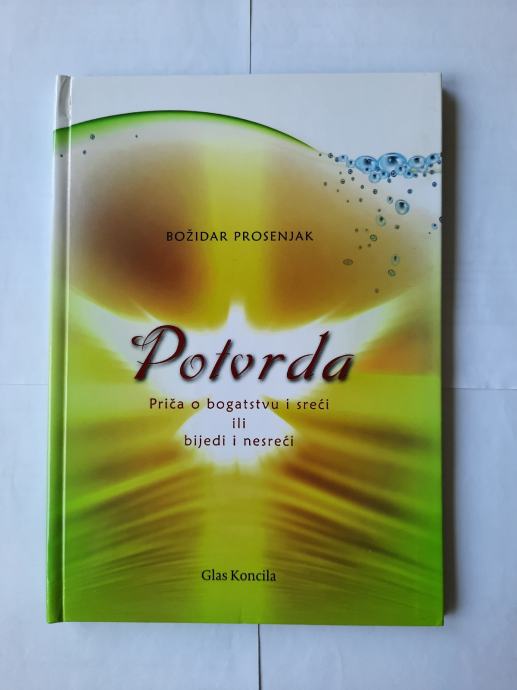 BOŽIDAR PROSENJAK
Potvrda
Priča o bogatstvu i sreći
ili
bijedi i nesreći
Glas Koncila